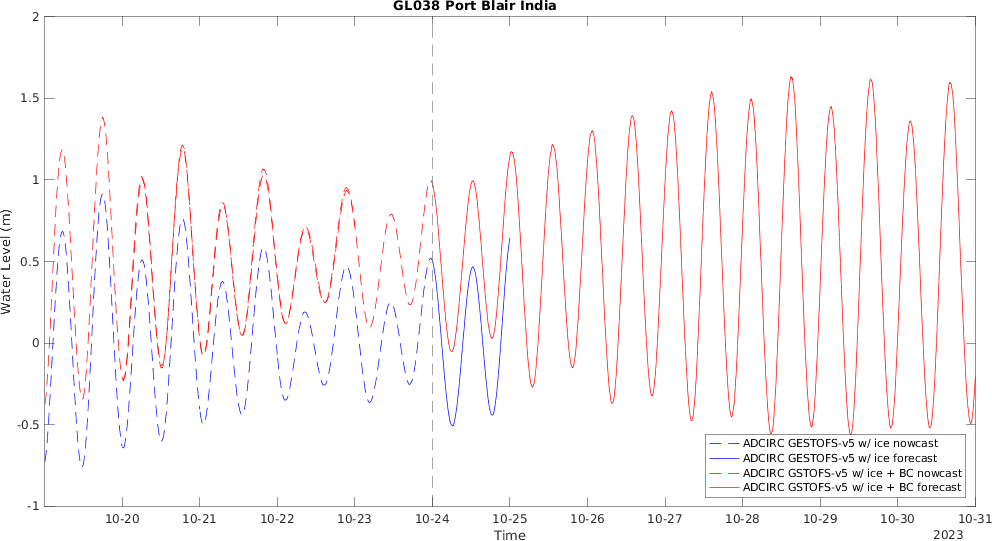 GL038 Port Blair India
2
1.5
1
0.5
0
-0.5
-1
Water Level (m)
ADCIRC GESTOFS-v5 w/ ice nowcast
ADCIRC GESTOFS-v5 w/ ice forecast
ADCIRC GSTOFS-v5 w/ ice + BC nowcast
ADCIRC GSTOFS-v5 w/ ice + BC forecast
10-20 10-21 10-22 10-23 10-24 10-25 10-26 10-27 10-28 10-29 10-30 10-31
Time
2023